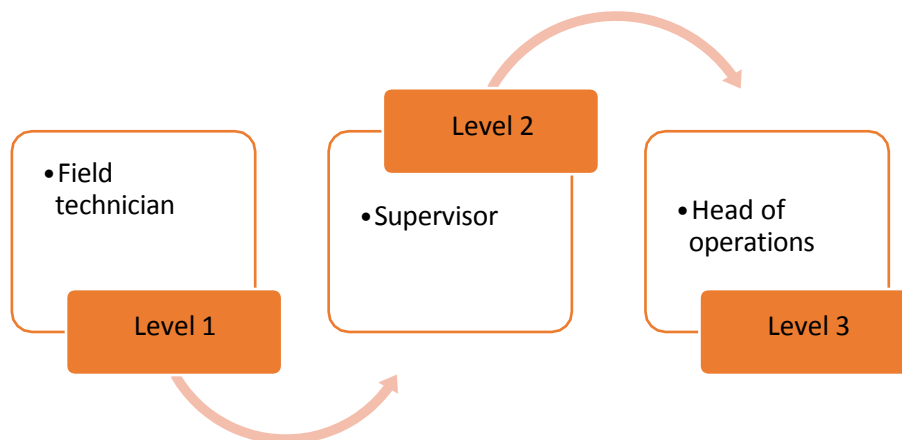 •Field
technician
Level 1
Level 2
•Supervisor
•Head of
operations
Level 3